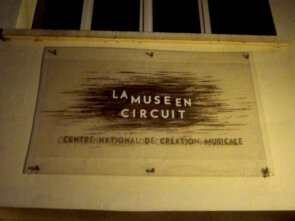 LA MUSE EN
CIRCUIT
CENTRE NATIONAL DE CRÉATION MUSICALE